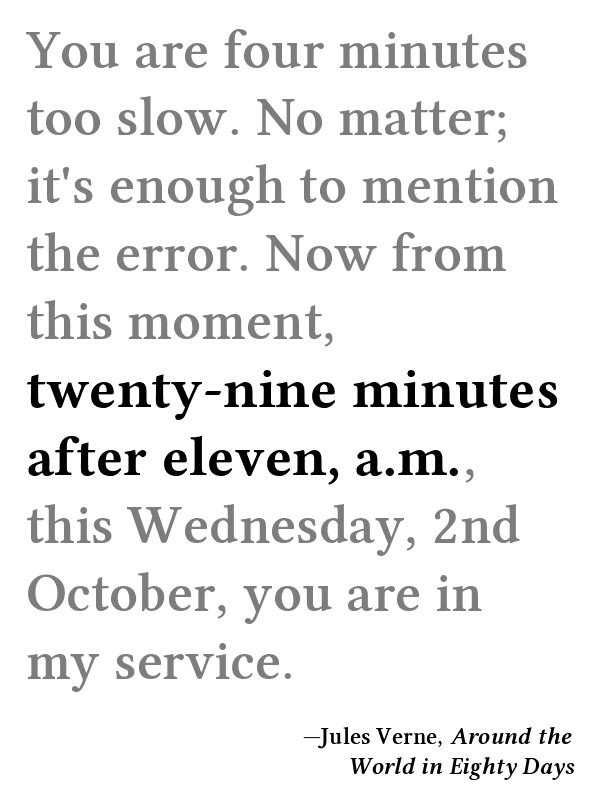 You are four minutes
too slow. No matter;
it's enough to mention
the error. Now from
this moment,
twenty-nine minutes
after eleven, a.m.,
this Wednesday, 2nd
October, you are in
my service.
—Jules Verne, Around the
World in Eighty Days